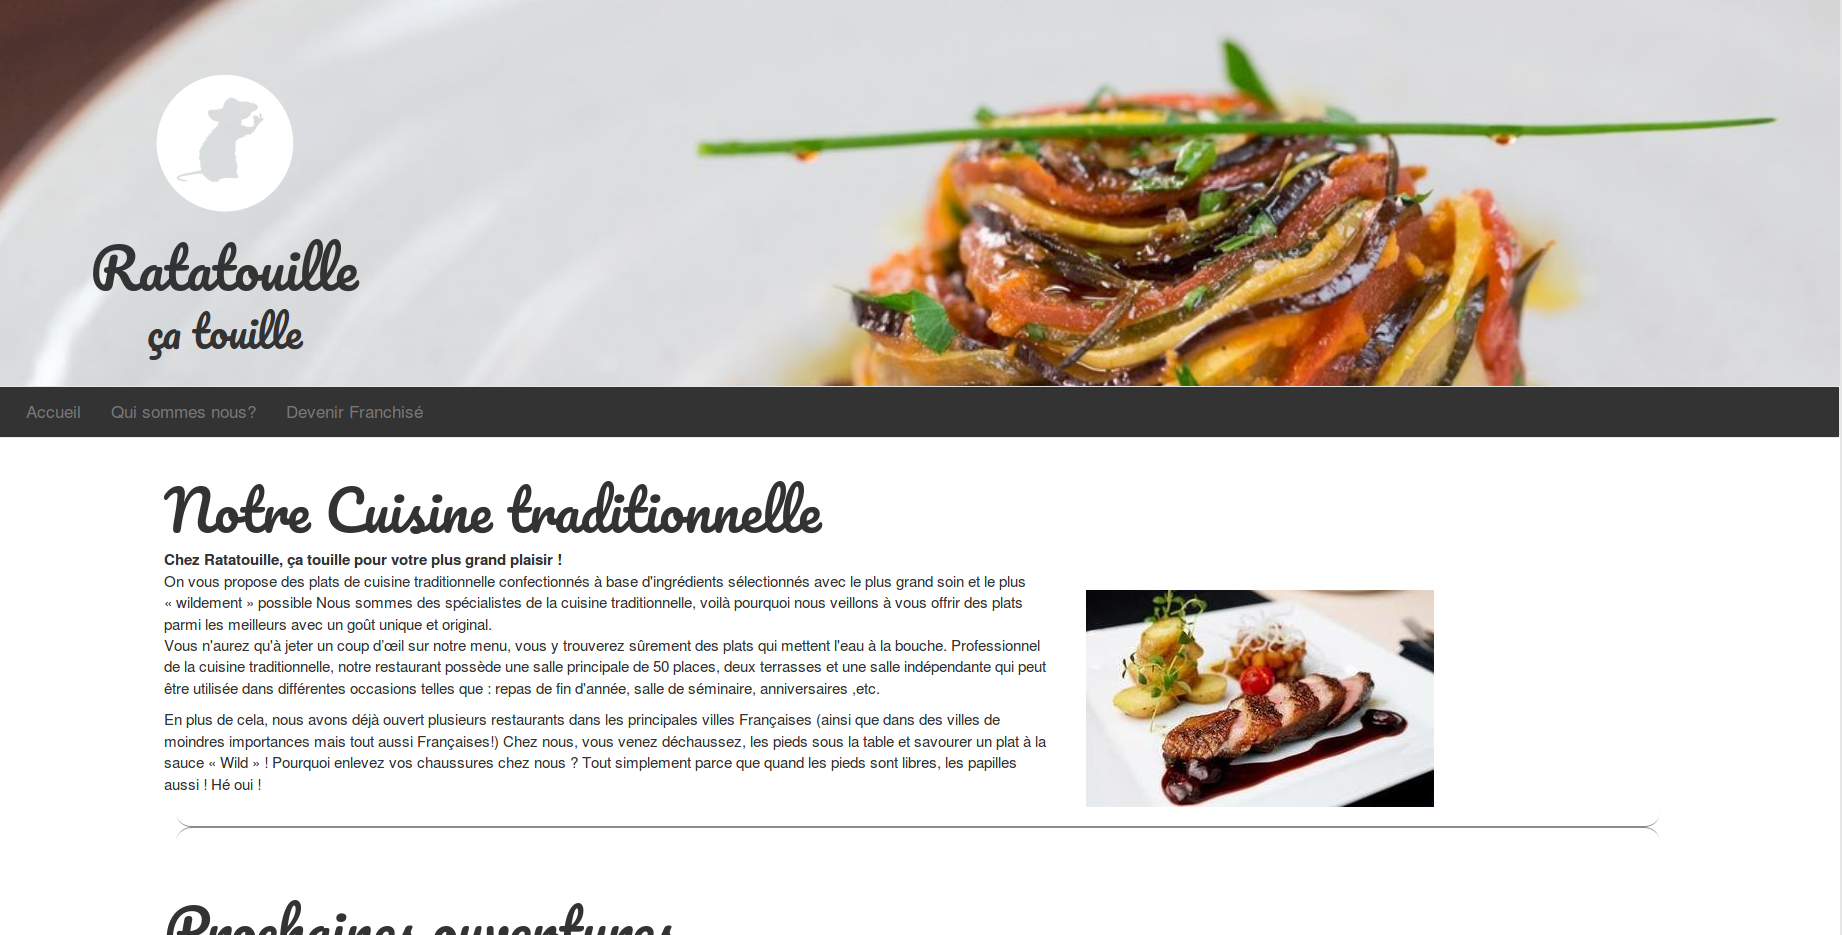 Ratatouille
ça touille
Accueil Qui sommes nous? Devenir Franchisé
Notre Cuisine traditionnelle
Chez Ratatouille, ça touille pour votre plus grand plaisir !
On vous propose des plats de cuisine traditionnelle confectionnés à base d'ingrédients sélectionnés avec le plus grand soin et le plus
« wildement » possible Nous sommes des spécialistes de la cuisine traditionnelle, voilà pourquoi nous veillons à vous offrir des plats
parmi les meilleurs avec un goût unique et original.
Vous n'aurez qu'à jeter un coup d’œil sur notre menu, vous y trouverez sûrement des plats qui mettent l'eau à la bouche. Professionnel
de la cuisine traditionnelle, notre restaurant possède une salle principale de 50 places, deux terrasses et une salle indépendante qui peut
être utilisée dans différentes occasions telles que : repas de fin d'année, salle de séminaire, anniversaires ,etc.
En plus de cela, nous avons déjà ouvert plusieurs restaurants dans les principales villes Françaises (ainsi que dans des villes de
moindres importances mais tout aussi Françaises!) Chez nous, vous venez déchaussez, les pieds sous la table et savourer un plat à la
sauce « Wild » ! Pourquoi enlevez vos chaussures chez nous ? Tout simplement parce que quand les pieds sont libres, les papilles
aussi ! Hé oui !
Prochaines ouvertures